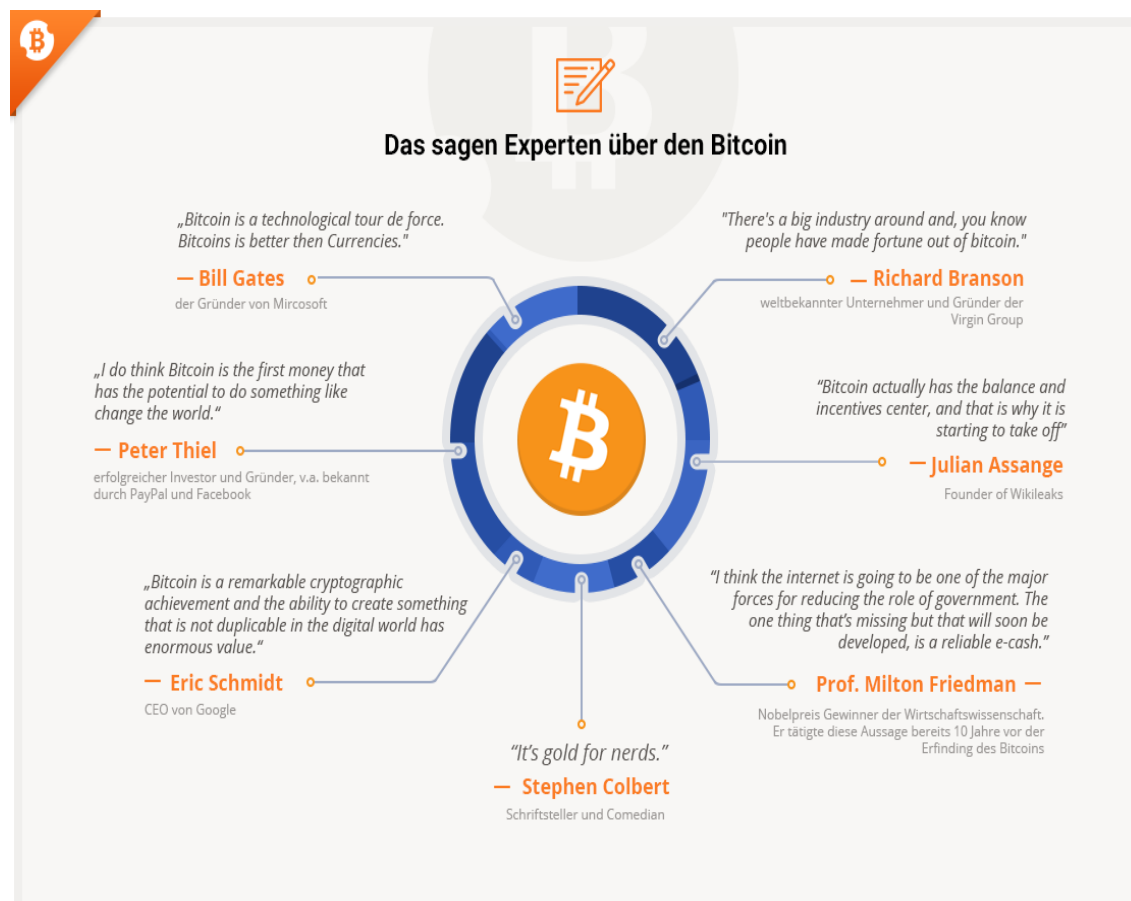 Das sagen Experten über den Bitcoin
„Bitcoin is a technological tour de force.
Bitcoins is better then Currencies."
— Bill Gates
der Gründer von Mircosoft
"There's a big industry around and, you know
people have made fortune out of bitcoin."
— Richard Branson
weltbekannter Unternehmer und Gründer der
Virgin Group
„I do think Bitcoin is the first money that
has the potential to do something like
change the world.“
— Peter Thiel
erfolgreicher Investor und Gründer, v.a. bekannt
durch PayPal und Facebook
“Bitcoin actually has the balance and
incentives center, and that is why it is
starting to take off”
— Julian Assange
Founder of Wikileaks
„Bitcoin is a remarkable cryptographic
achievement and the ability to create something
that is not duplicable in the digital world has
enormous value.“
— Eric Schmidt
CEO von Google
“I think the internet is going to be one of the major
forces for reducing the role of government. The
one thing that’s missing but that will soon be
developed, is a reliable e-cash.”
Prof. Milton Friedman —
Nobelpreis Gewinner der Wirtschaftswissenschaft.
Er tätigte diese Aussage bereits 10 Jahre vor der
Erfinding des Bitcoins
“It’s gold for nerds.”
— Stephen Colbert
Schriftsteller und Comedian